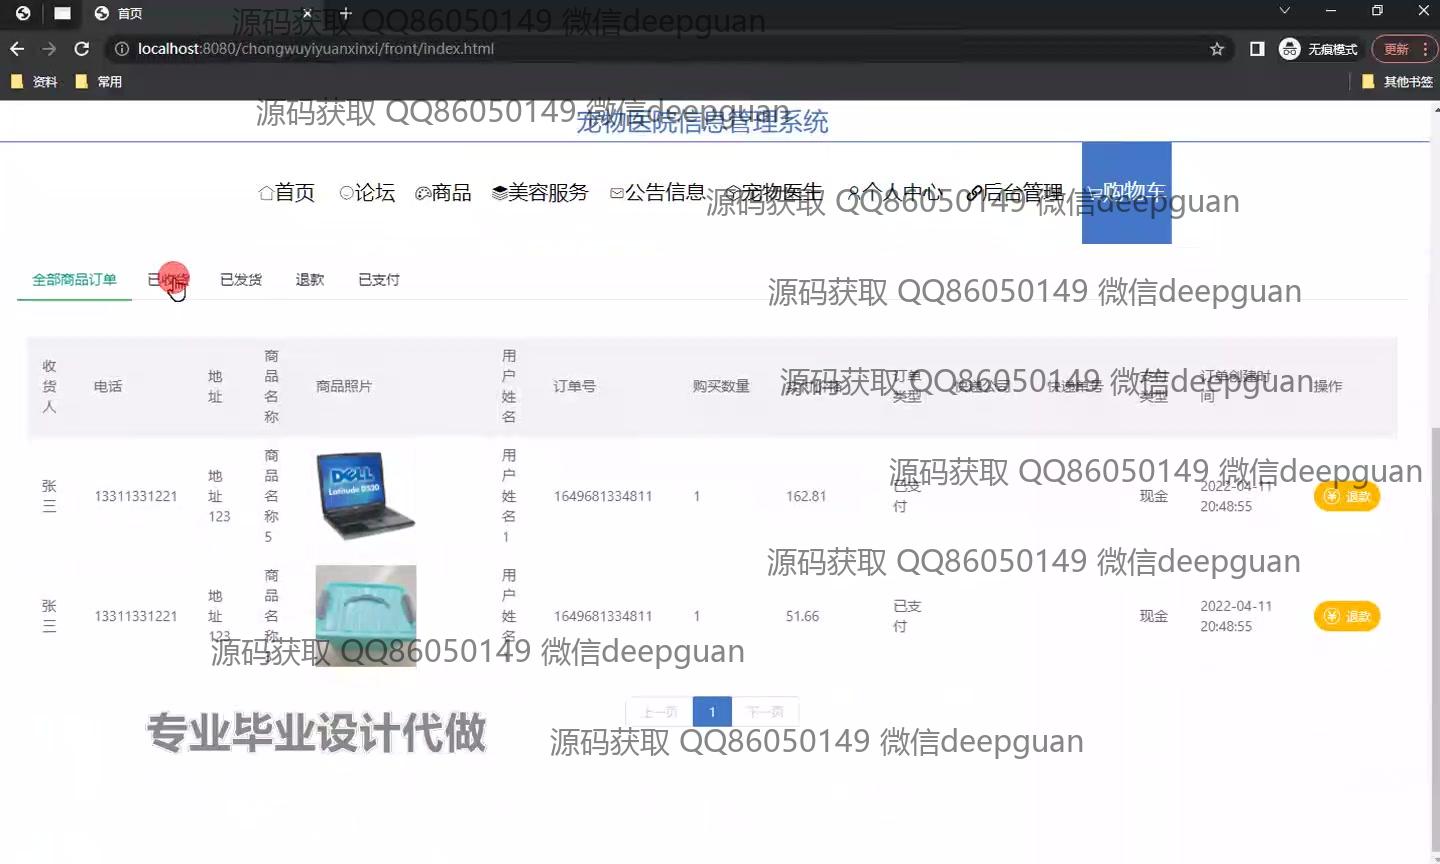 首页
源码获取 QQ86050149 微信deepguan
localhost:8080/chongwuyiyuanxinxi/front/index.html
无痕模式
更新
资料
常用
其他书签
源码获取 QQ86050149 微信deepguan
宠物医院信息管理系统
首页
论坛
商品
美容服务
公告信息
宠物医生
个人中心
后台管理
购物车
源码获取 QQ86050149 微信deepguan
全部商品订单
已收货
已发货
退款
已支付
源码获取 QQ86050149 微信deepguan
收货人
电话
地址
商品名称
商品照片
用户姓名
订单号
购买数量
实付价格
订单类型
快递公司
快递单号
支付类型
订单创建时间
操作
源码获取 QQ86050149 微信deepguan
张三
13311331221
地址123
商品名称5
DELL
Latitude D520
用户姓名1
1649681334811
1
162.81
已支付
现金
2022-04-11 20:48:55
退款
源码获取 QQ86050149 微信deepguan
源码获取 QQ86050149 微信deepguan
张三
13311331221
地址123
商品名称
用户姓名
1649681334811
1
51.66
已支付
现金
2022-04-11 20:48:55
退款
源码获取 QQ86050149 微信deepguan
上一页
1
下一页
专业毕业设计代做
源码获取 QQ86050149 微信deepguan